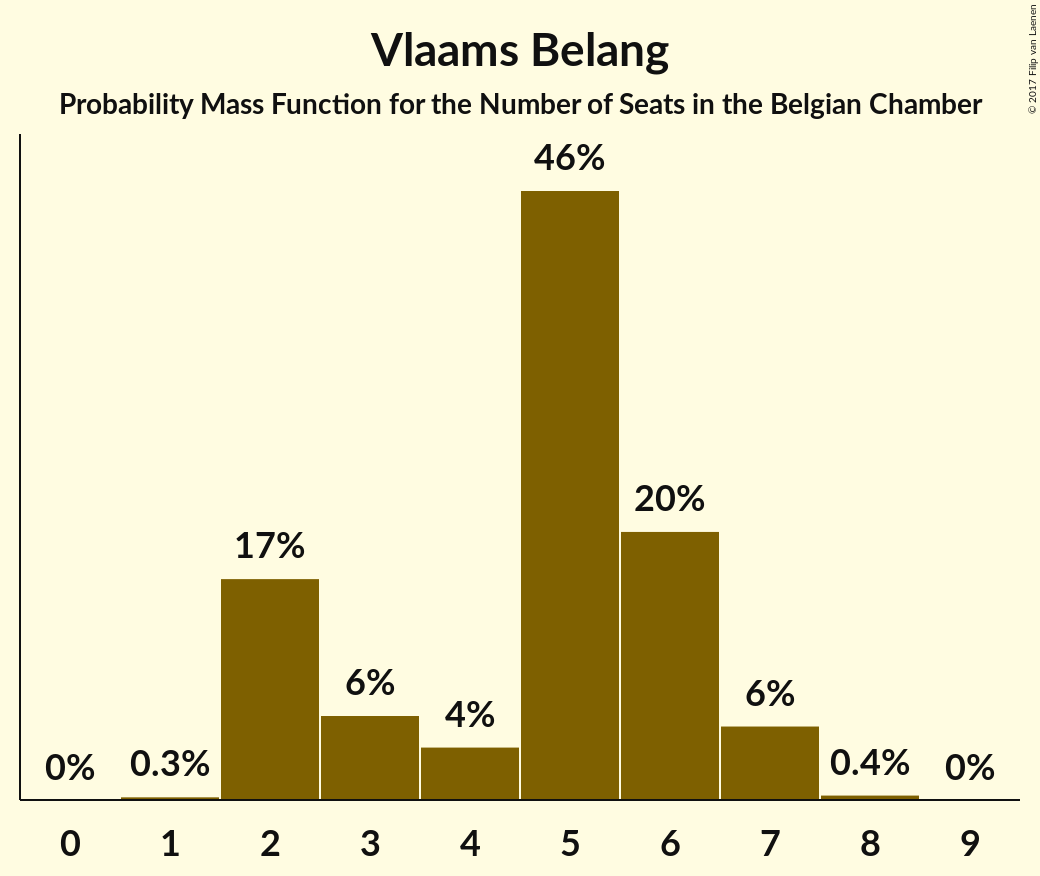 Vlaams Belang
Probability Mass Function for the Number of Seats in the Belgian Chamber
© 2017 Filip van Laenen
46%
20%
17%
6%
6%
4%
0%
0.3%
0.4%
0%
0 1 2 3 4 5 6 7 8 9